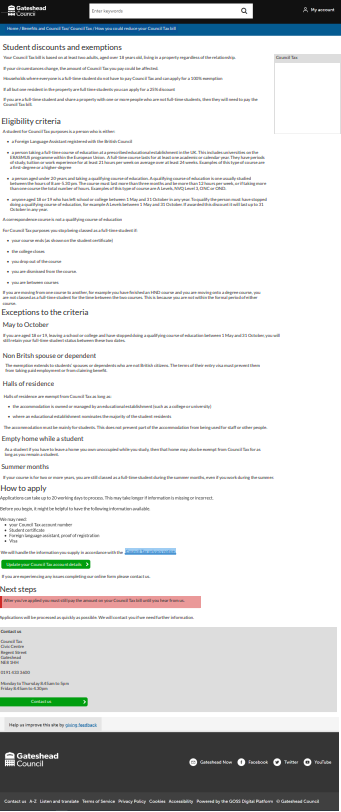 Gateshead
Council
Enter keywords
My account
Home / Benefits and Council Tax / Council Tax / How you could reduce your Council Tax bill
Student discounts and exemptions
Council Tax
Your Council Tax bill is based on at least two adults, aged over 18 years old, living in a property regardless of the relationship.
If your circumstances change, the amount of Council Tax you pay could be affected.
Households where everyone is a full-time student do not have to pay Council Tax and can apply for a 100% exemption
If all but one resident in the property are full-time students you can apply for a 25% discount
If you are a full-time student and share a property with one or more people who are not full-time students, then they will need to pay the
Council Tax bill
Eligibility criteria
A student for Council Tax purposes is a person who is either:
a Foreign Language Assistant registered with the British Council
a person taking a full-time course of education at a prescribed educational establishment in the UK. This includes universities on the
ERASMUS programme within the European Union. A full-time course lasts for at least one academic or calendar year. They have periods
of study, tuition or work experience for at least 21 hours per week on average over at least 24 weeks. Examples of this type of course are
a first-degree or a higher-degree
a person aged under 20 years and taking a qualifying course of education. A qualifying course of education is one usually studied
between the hours of 8 am-5.30 pm. The course must last more than three months and be more than 12 hours per week, or if taking more
than one course the total number of hours. Examples of this type of course are A Levels, NVQ Level 3, ONC or OND.
anyone aged 18 or 19 who has left school or college between 1 May and 31 October in any year. To qualify the person must have stopped
doing a qualifying course of education, for example A Levels between 1 May and 31 October. If awarded this discount it will last up to 31
October in any year.
A correspondence course is not a qualifying course of education
For Council Tax purposes you stop being classed as a full-time student if:
your course ends (as shown on the student certificate)
the college closes
you drop out of the course
you are dismissed from the course
you are between courses
If you are moving from one course to another, for example you have finished an HND course and you are moving onto a degree course, you
are not classed as a full-time student for the time between the two courses. This is because you are not within the formal periods of either
course.
Exceptions to the criteria
May to October
If you are aged 18 or 19, leaving a school or college and have stopped doing a qualifying course of education between 1 May and 31 October, you will
still retain your full-time student status between these two dates.
Non British spouse or dependent
The exemption extends to students' spouses or dependents who are not British citizens. The terms of their entry visa must prevent them
from taking paid employment or from claiming benefit.
Halls of residence
Halls of residence are exempt from Council Tax as long as:
the accommodation is owned or managed by an educational establishment (such as a college or university)
where an educational establishment nominates the majority of the student residents
The accommodation must be mainly for students. This does not prevent part of the accommodation from being used for staff or other people.
Empty home while a student
As a student if you have to leave a home you own unoccupied while you study, then that home may also be exempt from Council Tax for as
long as you remain a student.
Summer months
If your course is for two or more years, you are still classed as a full-time student during the summer months, even if you work during the summer.
How to apply
Applications can take up to 20 working days to process. This may take longer if information is missing or incorrect.
Before you begin, it might be helpful to have the following information available.
We may need:
your Council Tax account number
Student certificate
Foreign language assistant, proof of registration
Visa
We will handle the information you supply in accordance with the Council Tax privacy notice
Update your Council Tax account details
If you are experiencing any issues completing our online form please contact us.
Next steps
After you've applied you must still pay the amount on your Council Tax bill until you hear from us.
Applications will be processed as quickly as possible. We will contact you if we need further information.
Contact us
Council Tax
Civic Centre
Regent Street
Gateshead
NE8 1HH
0191 433 3600
Monday to Thursday 8.45am to 5pm
Friday 8.45am to 4.30pm
Contact us
Help us improve this site by giving feedback
Gateshead
Council
Gateshead Now
Facebook
Twitter
YouTube
Contact us A-Z Listen and translate Terms of Service Privacy Policy Cookies Accessibility Powered by the GOSS Digital Platform © Gateshead Council